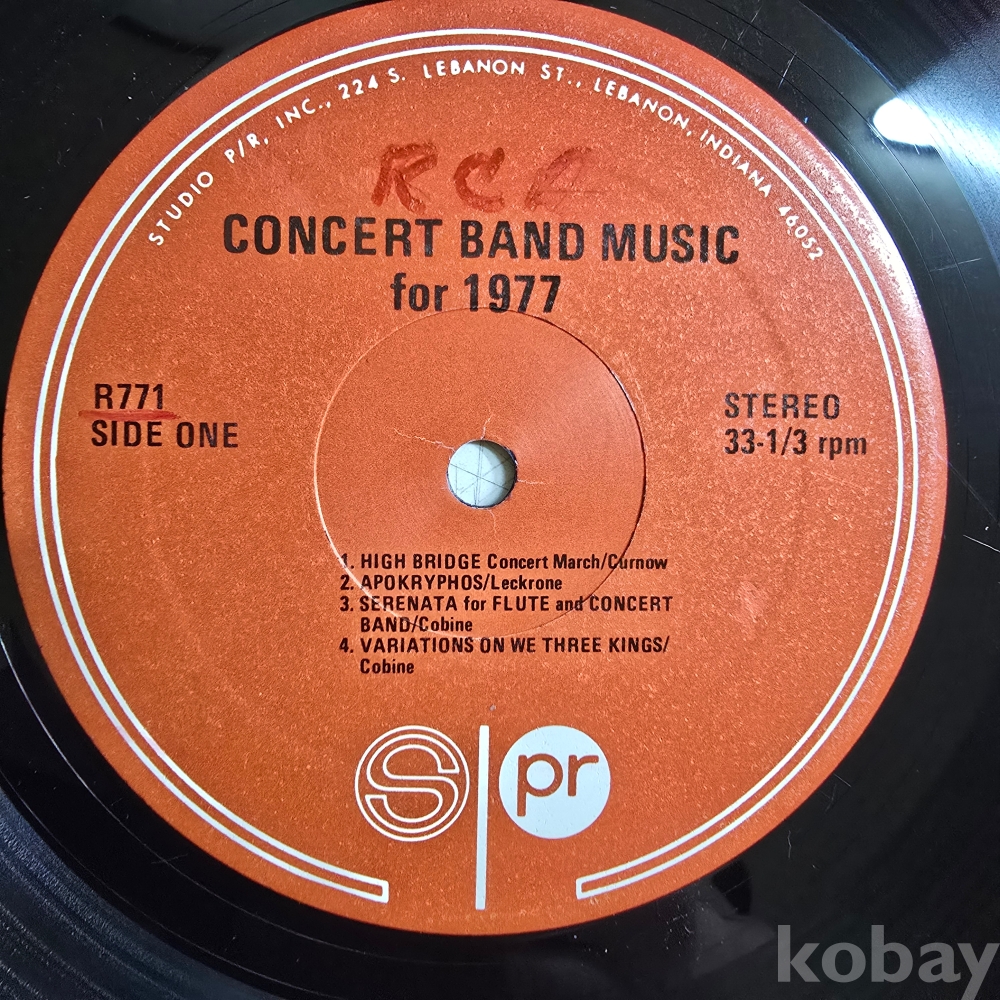 STUDIO P/R, INC., 224 S. LEBANON ST., LEBANON, INDIANA 46052
RCA
CONCERT BAND MUSIC
for 1977
R771
SIDE ONE
STEREO
33-1/3 rpm
1. HIGH BRIDGE Concert March/Curnow
2. APOKRYPHOS/Leckrone
3. SERENATA for FLUTE and CONCERT
BAND/Cobine
4. VARIATIONS ON WE THREE KINGS/
Cobine
S pr
kobay